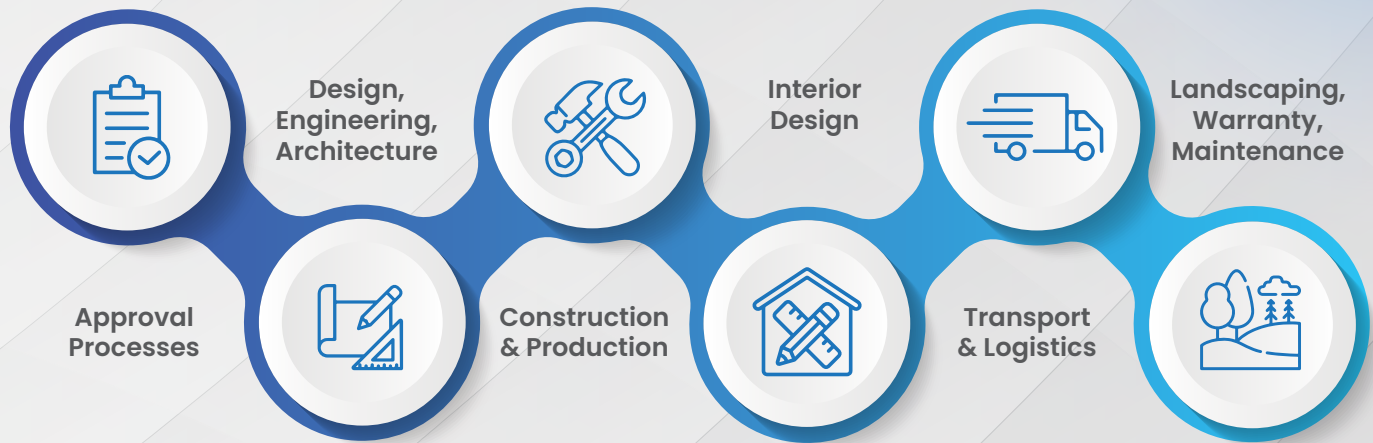 Approval
Processes
Design,
Engineering,
Architecture
Construction
& Production
Interior
Design
Transport
& Logistics
Landscaping,
Warranty,
Maintenance